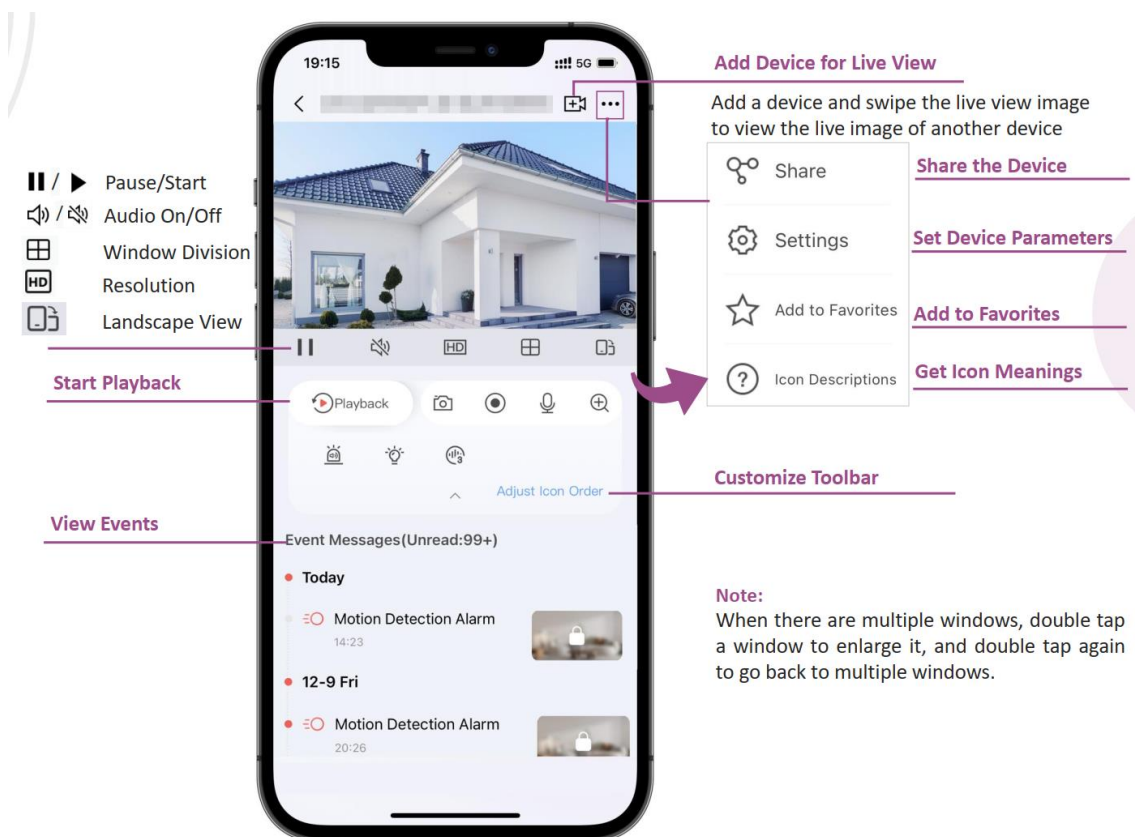 19:15
5G
Add Device for Live View
Add a device and swipe the live view image
to view the live image of another device
Share
Share the Device
Settings
Set Device Parameters
Add to Favorites
Add to Favorites
Icon Descriptions
Get Icon Meanings
/ Pause/Start
/ Audio On/Off
Window Division
HD Resolution
Landscape View
HD
Start Playback
Playback
3
Adjust Icon Order
Customize Toolbar
View Events
Event Messages(Unread:99+)
Today
Motion Detection Alarm
14:23
12-9 Fri
Motion Detection Alarm
20:26
Note:
When there are multiple windows, double tap
a window to enlarge it, and double tap again
to go back to multiple windows.